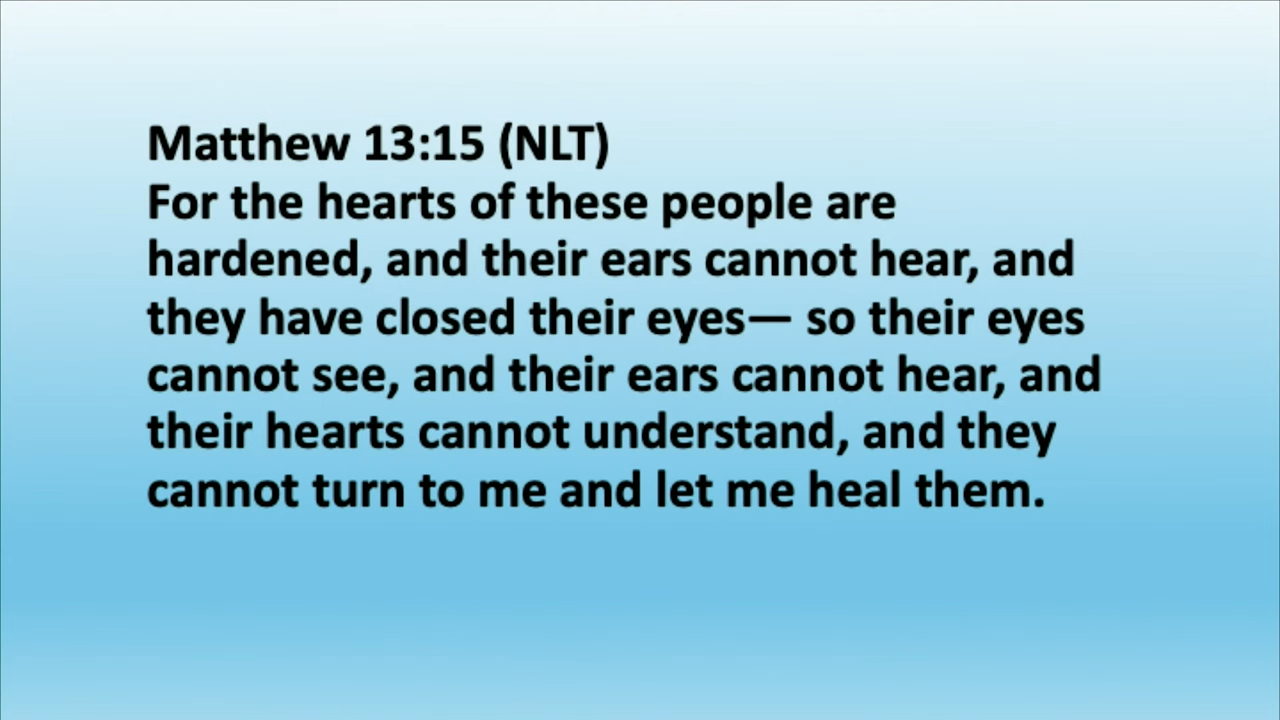 Matthew 13:15 (NLT)
For the hearts of these people are
hardened, and their ears cannot hear, and
they have closed their eyes— so their eyes
cannot see, and their ears cannot hear, and
their hearts cannot understand, and they
cannot turn to me and let me heal them.